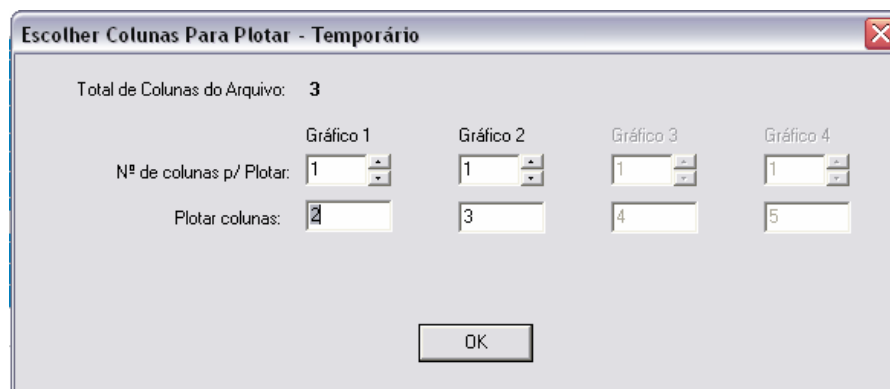 Escolher Colunas Para Plotar - Temporário
Total de Colunas do Arquivo: 3
Gráfico 1 Gráfico 2 Gráfico 3 Gráfico 4
Nº de colunas p/ Plotar: 1 1 1 1
Plotar colunas: 2 3 4 5
OK